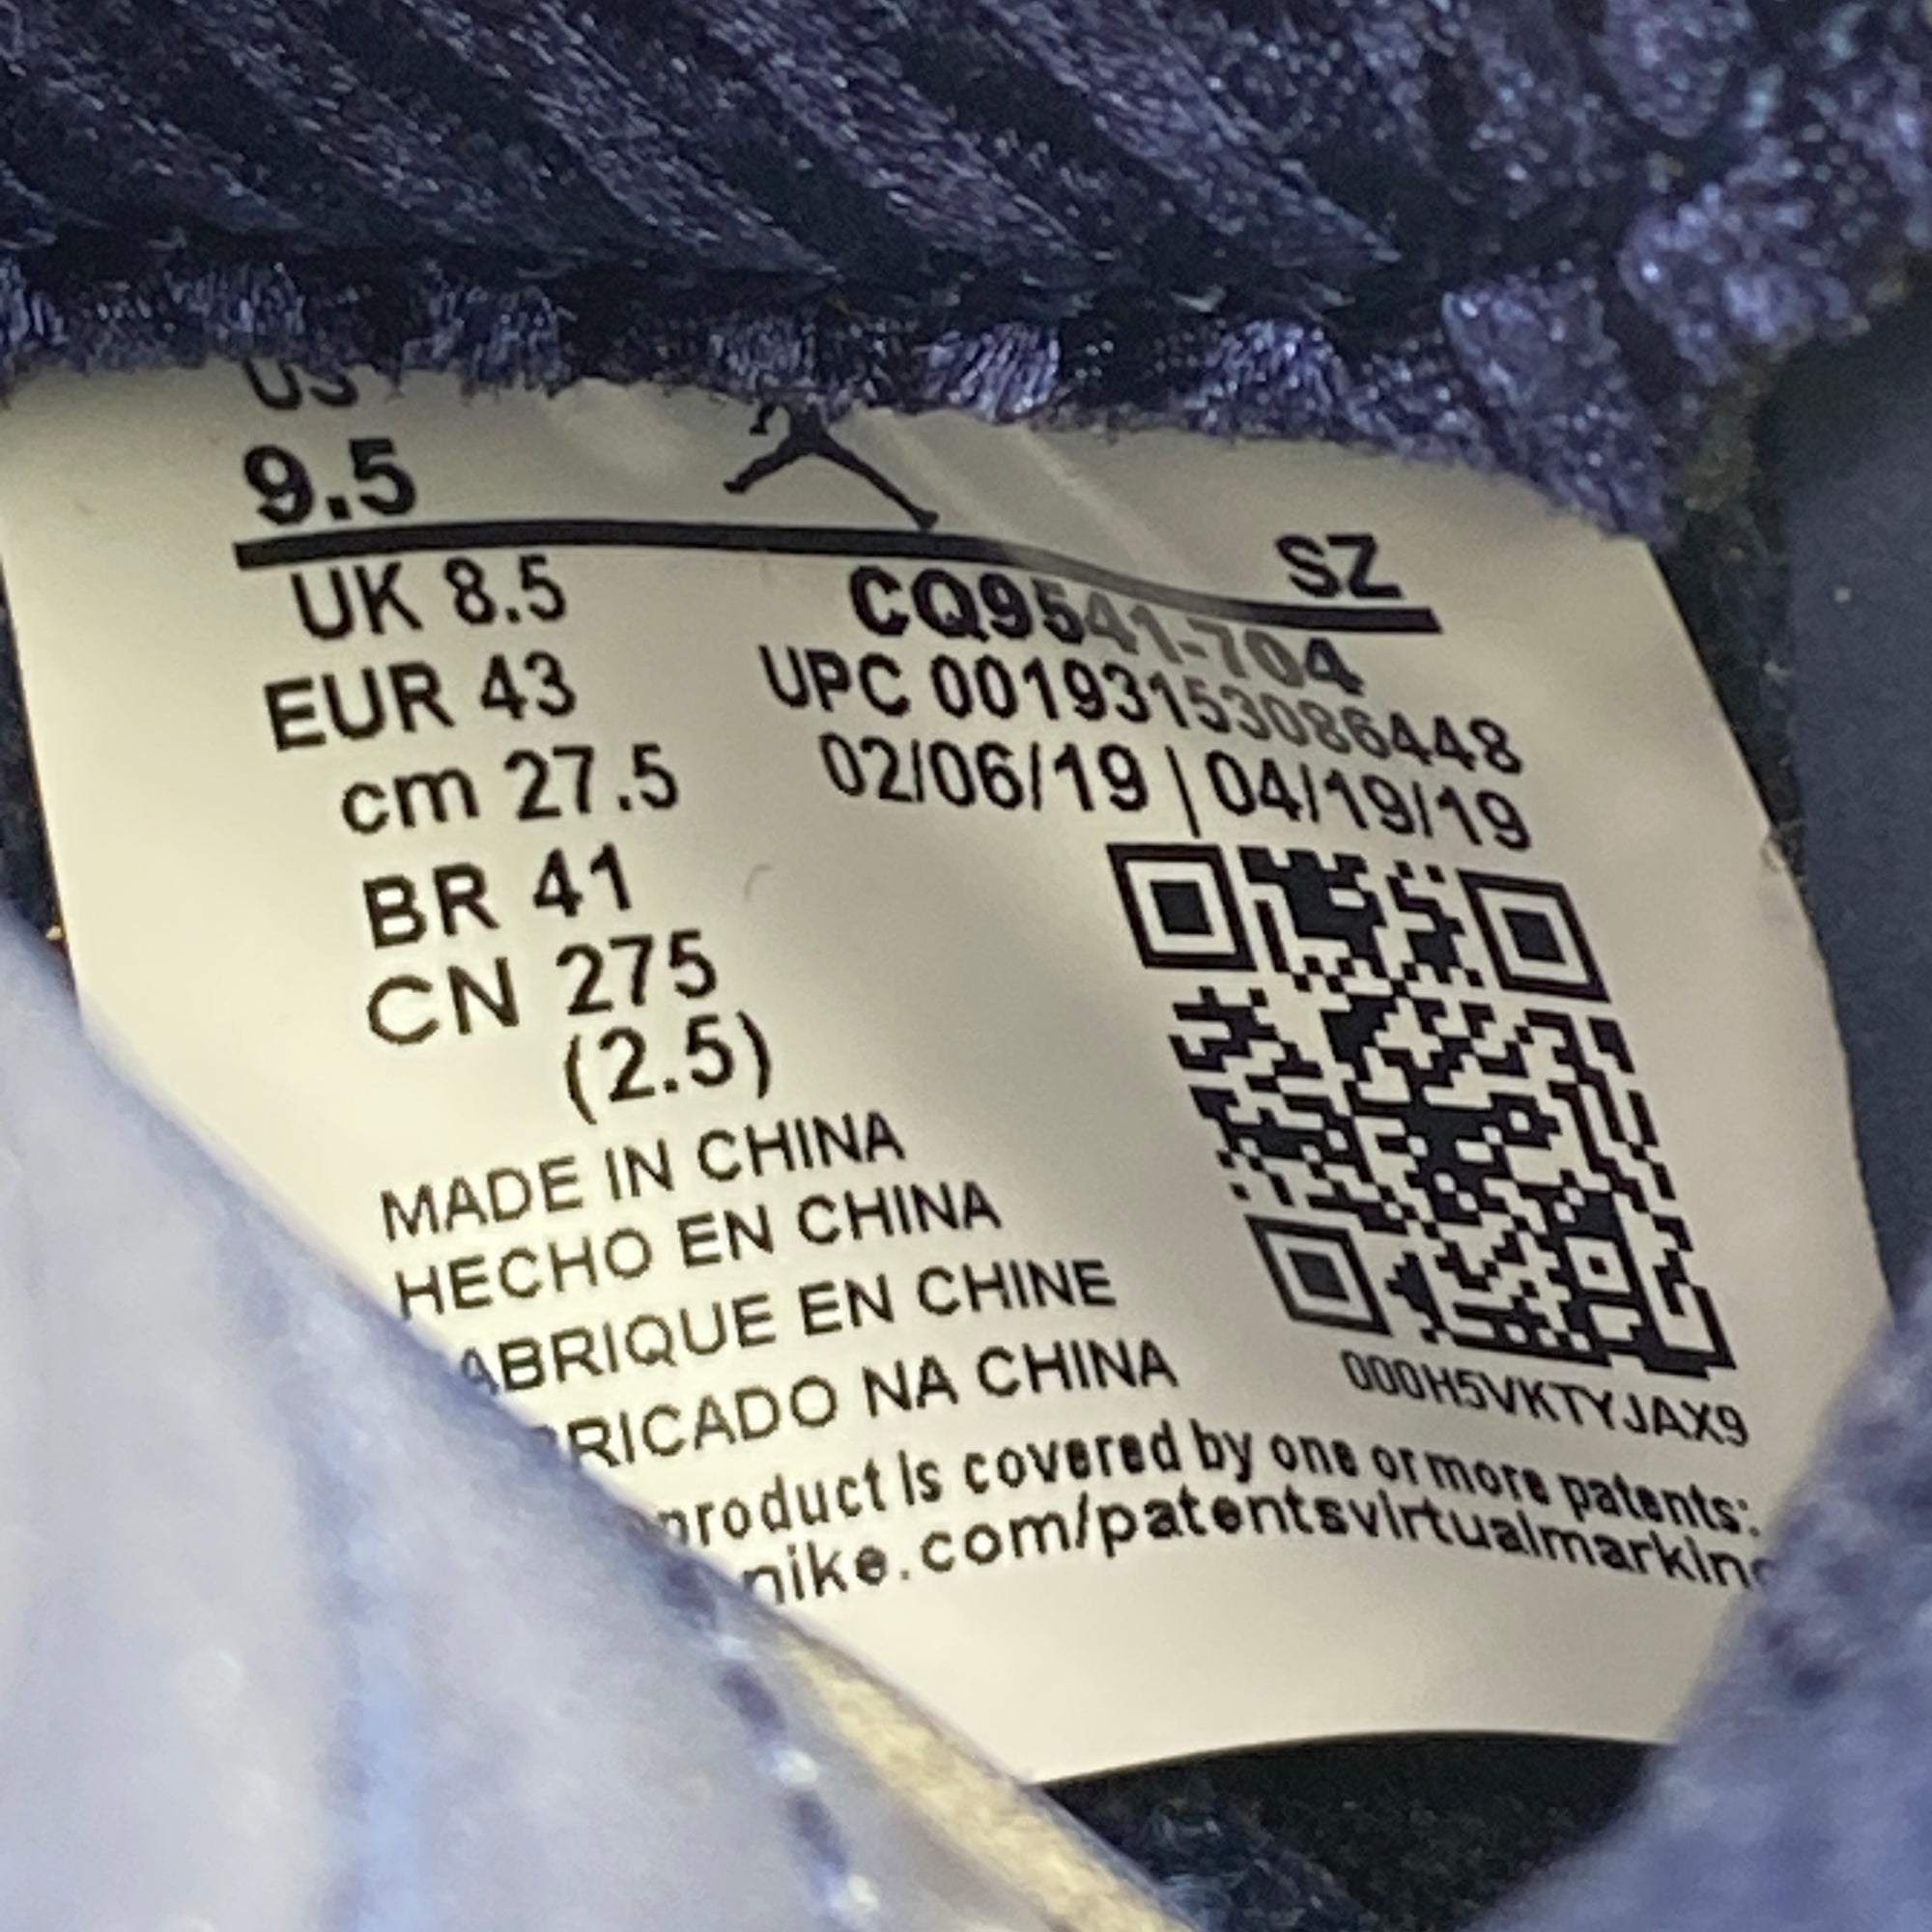 US
9.5
SZ
UK 8.5
CQ9541-704
EUR 43
UPC 00193153086448
cm 27.5
02/06/19 | 04/19/19
BR 41
CN 275
(2.5)
MADE IN CHINA
HECHO EN CHINA
ABRIQUE EN CHINE
RICADO NA CHINA
000H5VKTYJAX9
product is covered by one or more patents:
nike.com/patentsvirtualmarking